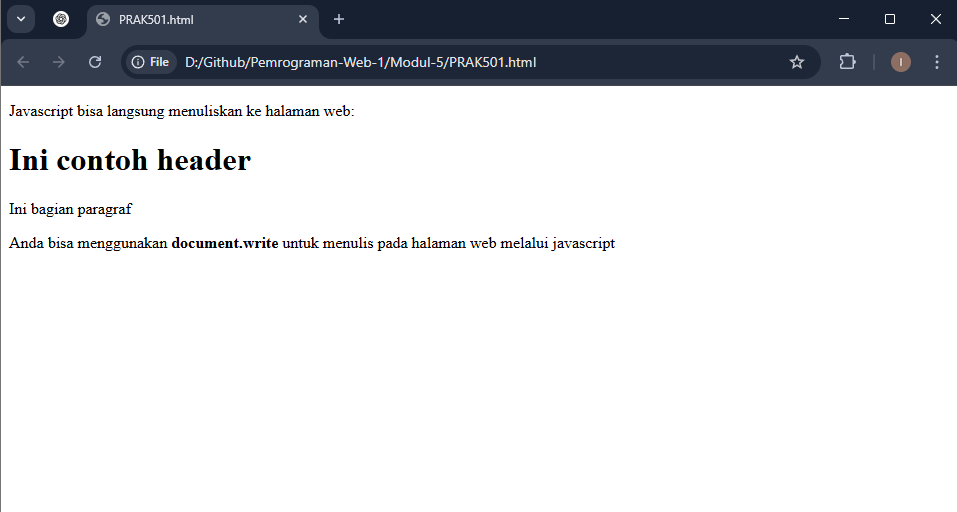 PRAK501.html
File D:/Github/Pemrograman-Web-1/Modul-5/PRAK501.html
I
Javascript bisa langsung menuliskan ke halaman web:
Ini contoh header
Ini bagian paragraf
Anda bisa menggunakan document.write untuk menulis pada halaman web melalui javascript